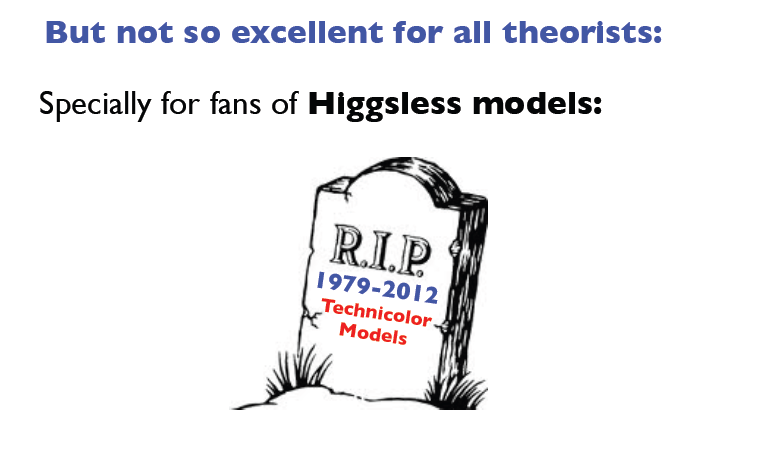 But not so excellent for all theorists:
Specially for fans of Higgsless models:
R.I.P.
1979-2012
Technicolor
Models